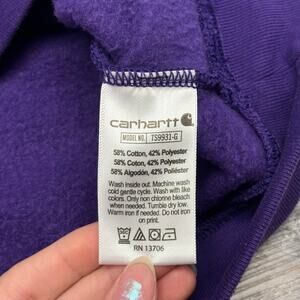 carhartt
MODEL NO. TS9931-G
58% Cotton, 42% Polyester
58% Coton, 42% Polyester
58% Algodón, 42% Poliéster
Wash inside out. Machine wash
cold gentle cycle. Wash with like
colors. Only non chlorine bleach
when needed. Tumble dry low.
Warm iron if needed. Do not iron
on print.
RN 13706